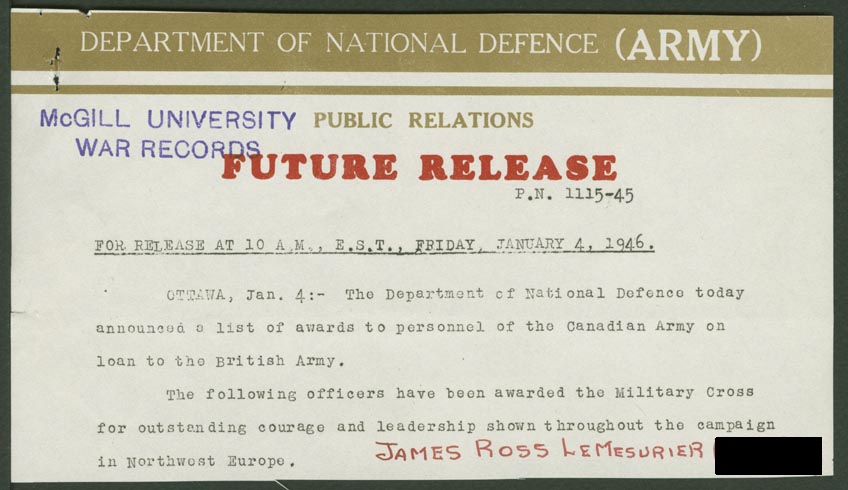 DEPARTMENT OF NATIONAL DEFENCE (ARMY)
McGILL UNIVERSITY PUBLIC RELATIONS
WAR RECORDS
FUTURE RELEASE
P.N. 1115-45
FOR RELEASE AT 10 A.M., E.S.T., FRIDAY, JANUARY 4, 1946.
OTTAWA, Jan. 4:- The Department of National Defence today
announced a list of awards to personnel of the Canadian Army on
loan to the British Army.
The following officers have been awarded the Military Cross
for outstanding courage and leadership shown throughout the campaign
in Northwest Europe. JAMES ROSS LEMESURIER